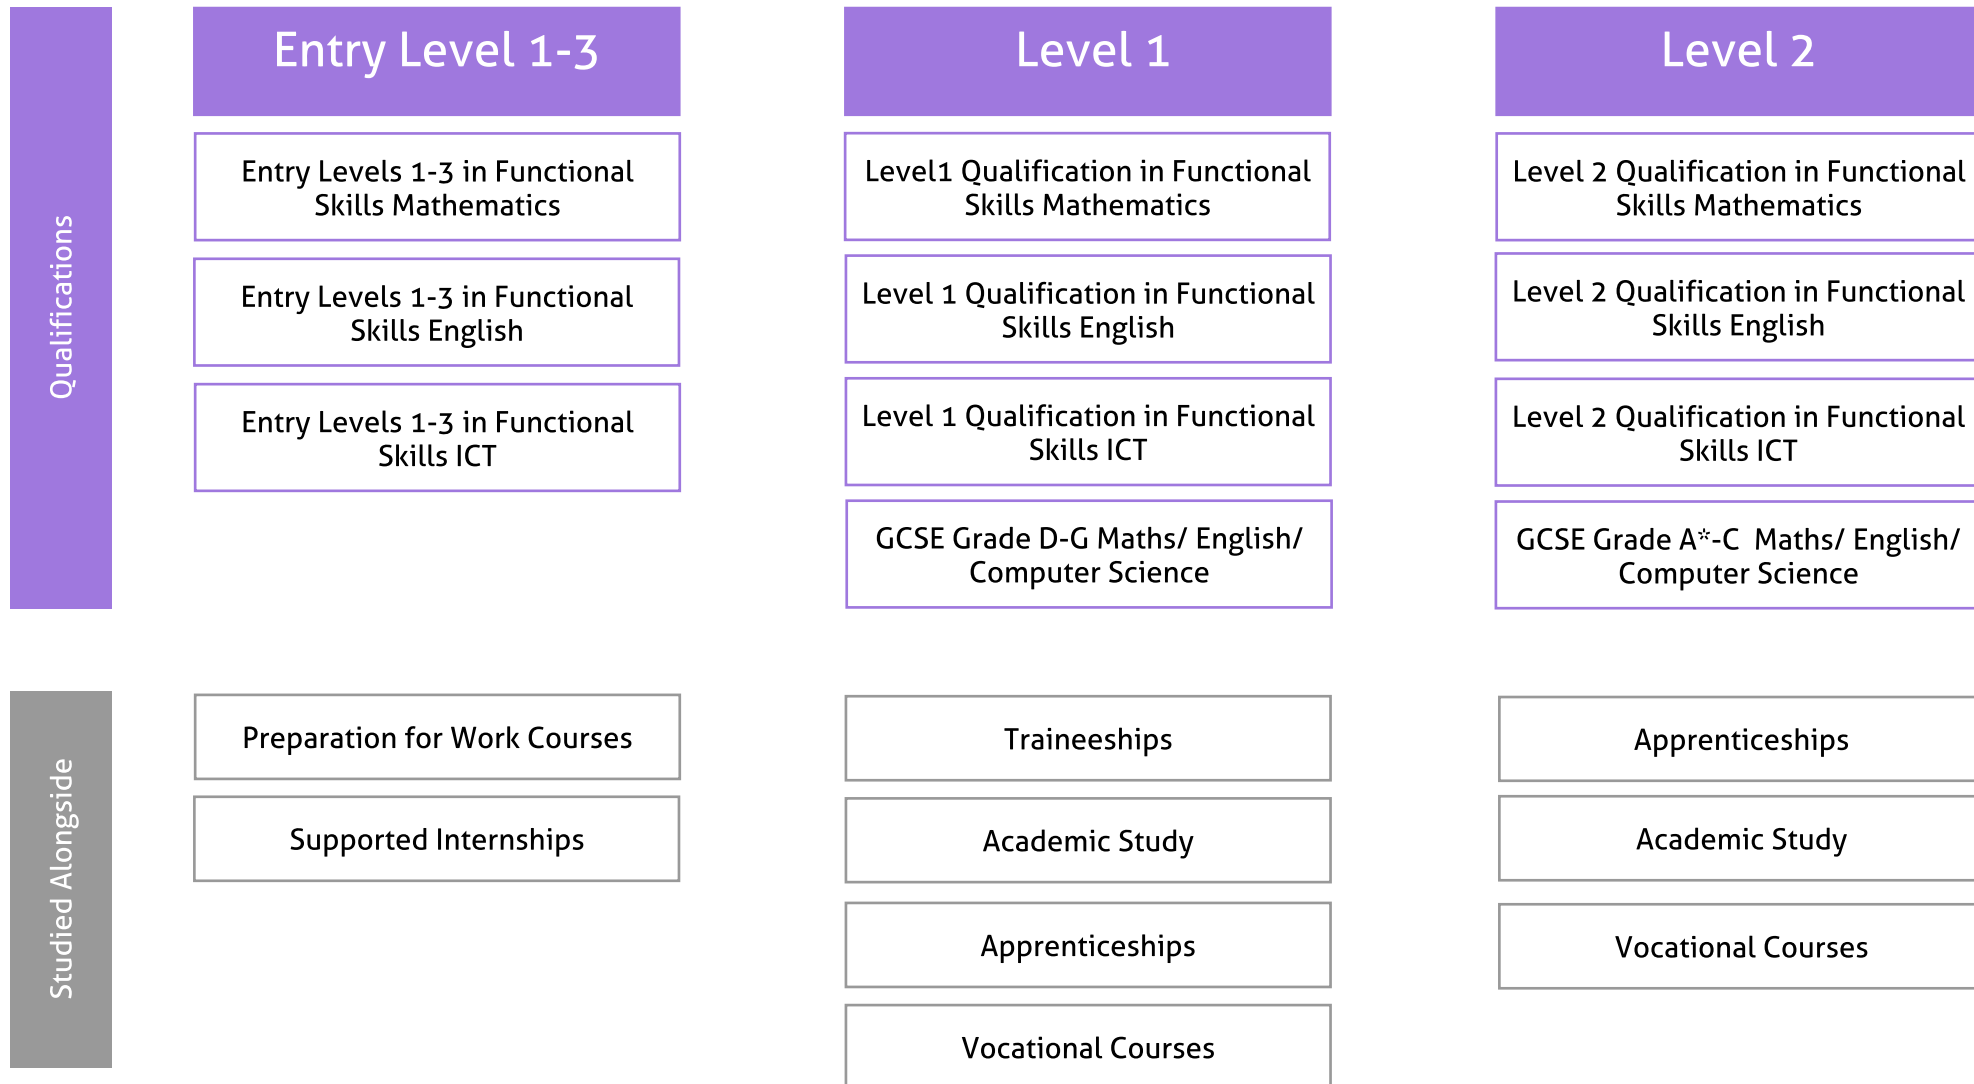 Entry Level 1-3
Level 1
Level 2
Qualifications
Entry Levels 1-3 in Functional
Skills Mathematics
Level1 Qualification in Functional
Skills Mathematics
Level 2 Qualification in Functional
Skills Mathematics
Entry Levels 1-3 in Functional
Skills English
Level 1 Qualification in Functional
Skills English
Level 2 Qualification in Functional
Skills English
Entry Levels 1-3 in Functional
Skills ICT
Level 1 Qualification in Functional
Skills ICT
Level 2 Qualification in Functional
Skills ICT
GCSE Grade D-G Maths/ English/
Computer Science
GCSE Grade A*-C  Maths/ English/
Computer Science
Studied Alongside
Preparation for Work Courses
Traineeships
Apprenticeships
Supported Internships
Academic Study
Academic Study
Apprenticeships
Vocational Courses
Vocational Courses